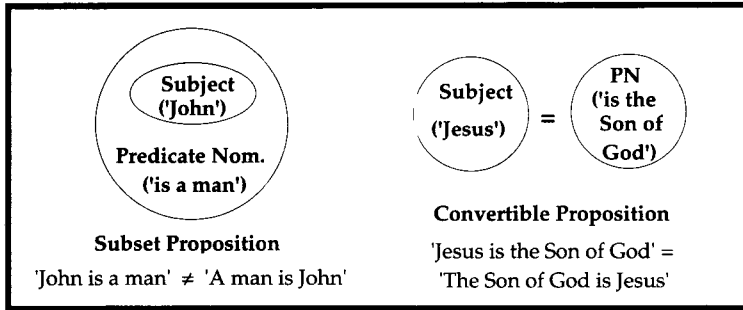 Subject
('John')
Predicate Nom.
('is a man')
Subset Proposition
'John is a man' ≠ 'A man is John'
Subject
('Jesus')
=
PN
('is the
Son of
God')
Convertible Proposition
'Jesus is the Son of God' =
'The Son of God is Jesus'